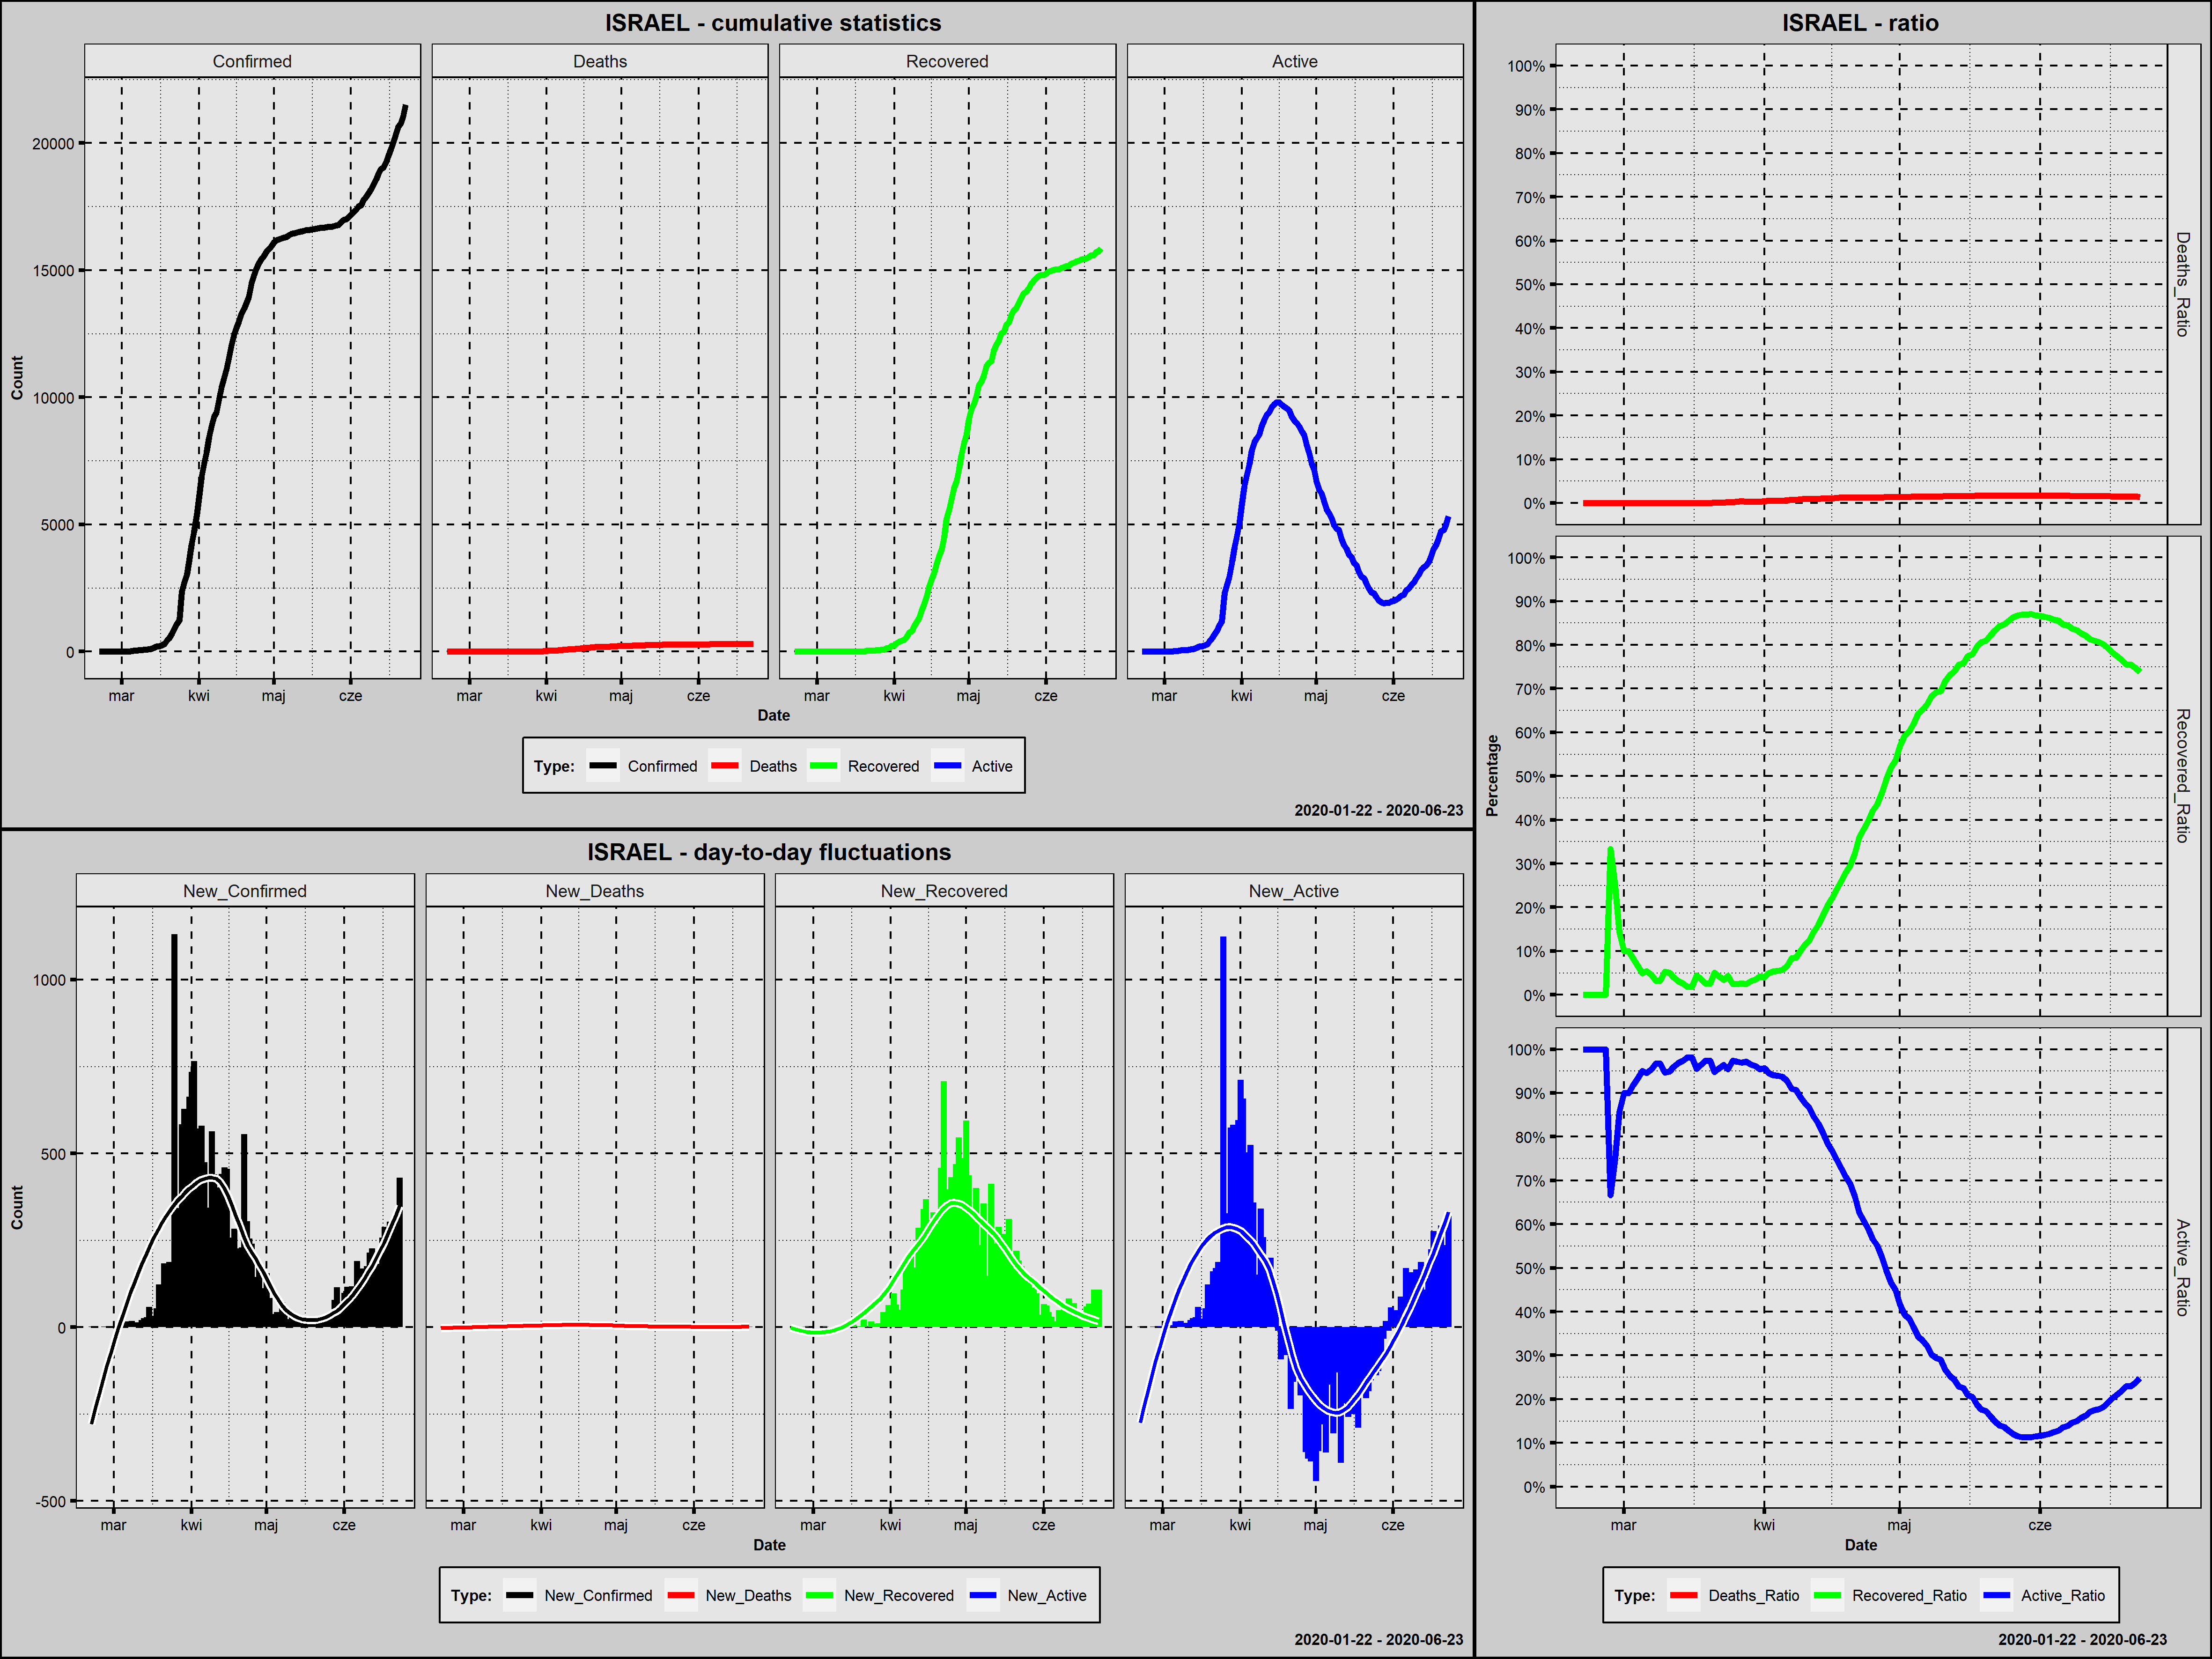 ISRAEL - cumulative statistics
Confirmed Deaths Recovered Active
Count
20000
15000
10000
5000
0
mar kwi maj cze mar kwi maj cze mar kwi maj cze mar kwi maj cze
Date
Type: Confirmed Deaths Recovered Active
2020-01-22 - 2020-06-23
ISRAEL - day-to-day fluctuations
New_Confirmed New_Deaths New_Recovered New_Active
Count
1000
500
0
-500
mar kwi maj cze mar kwi maj cze mar kwi maj cze mar kwi maj cze
Date
Type: New_Confirmed New_Deaths New_Recovered New_Active
2020-01-22 - 2020-06-23
ISRAEL - ratio
Percentage
100%
90%
80%
70%
60%
50%
40%
30%
20%
10%
0%
Deaths_Ratio
100%
90%
80%
70%
60%
50%
40%
30%
20%
10%
0%
Recovered_Ratio
100%
90%
80%
70%
60%
50%
40%
30%
20%
10%
0%
Active_Ratio
mar kwi maj cze
Date
Type: Deaths_Ratio Recovered_Ratio Active_Ratio
2020-01-22 - 2020-06-23